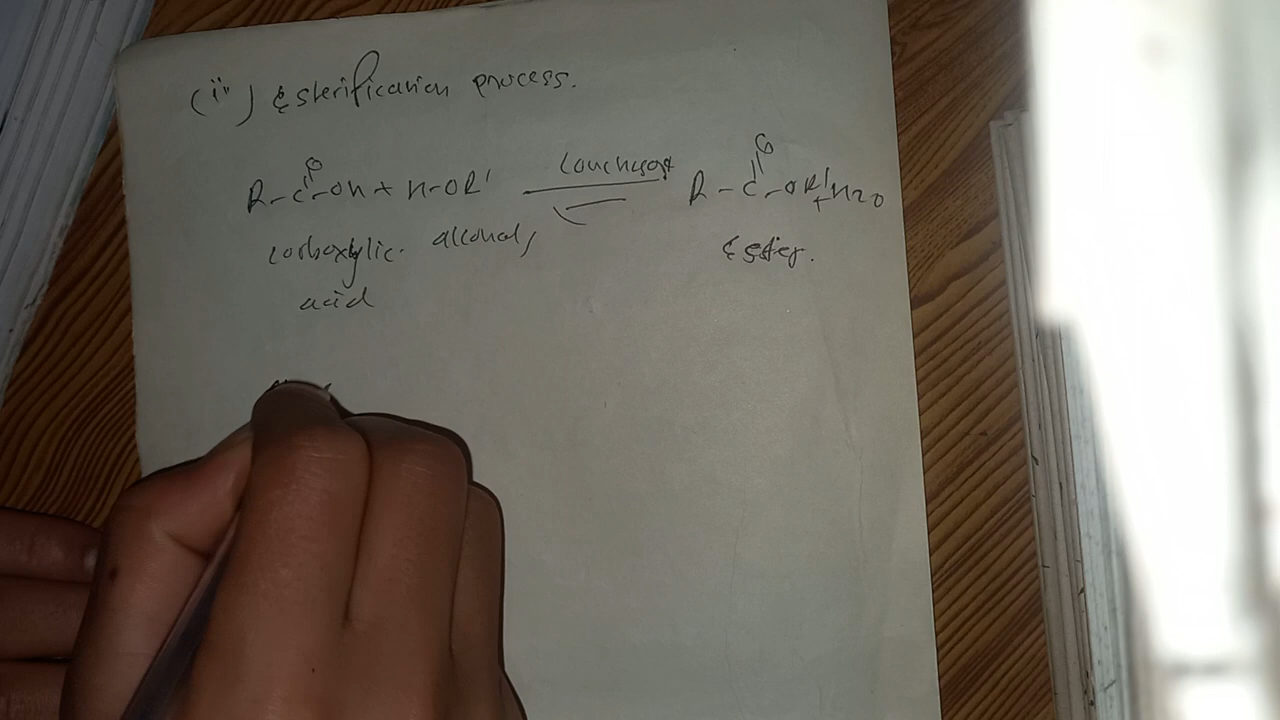 (ii) Esterification process.
O O
R-C-OH + H-OR' ⇌ Conc H2SO4 R-C-OR' + H2O
carboxylic alcohol, Ester.
acid